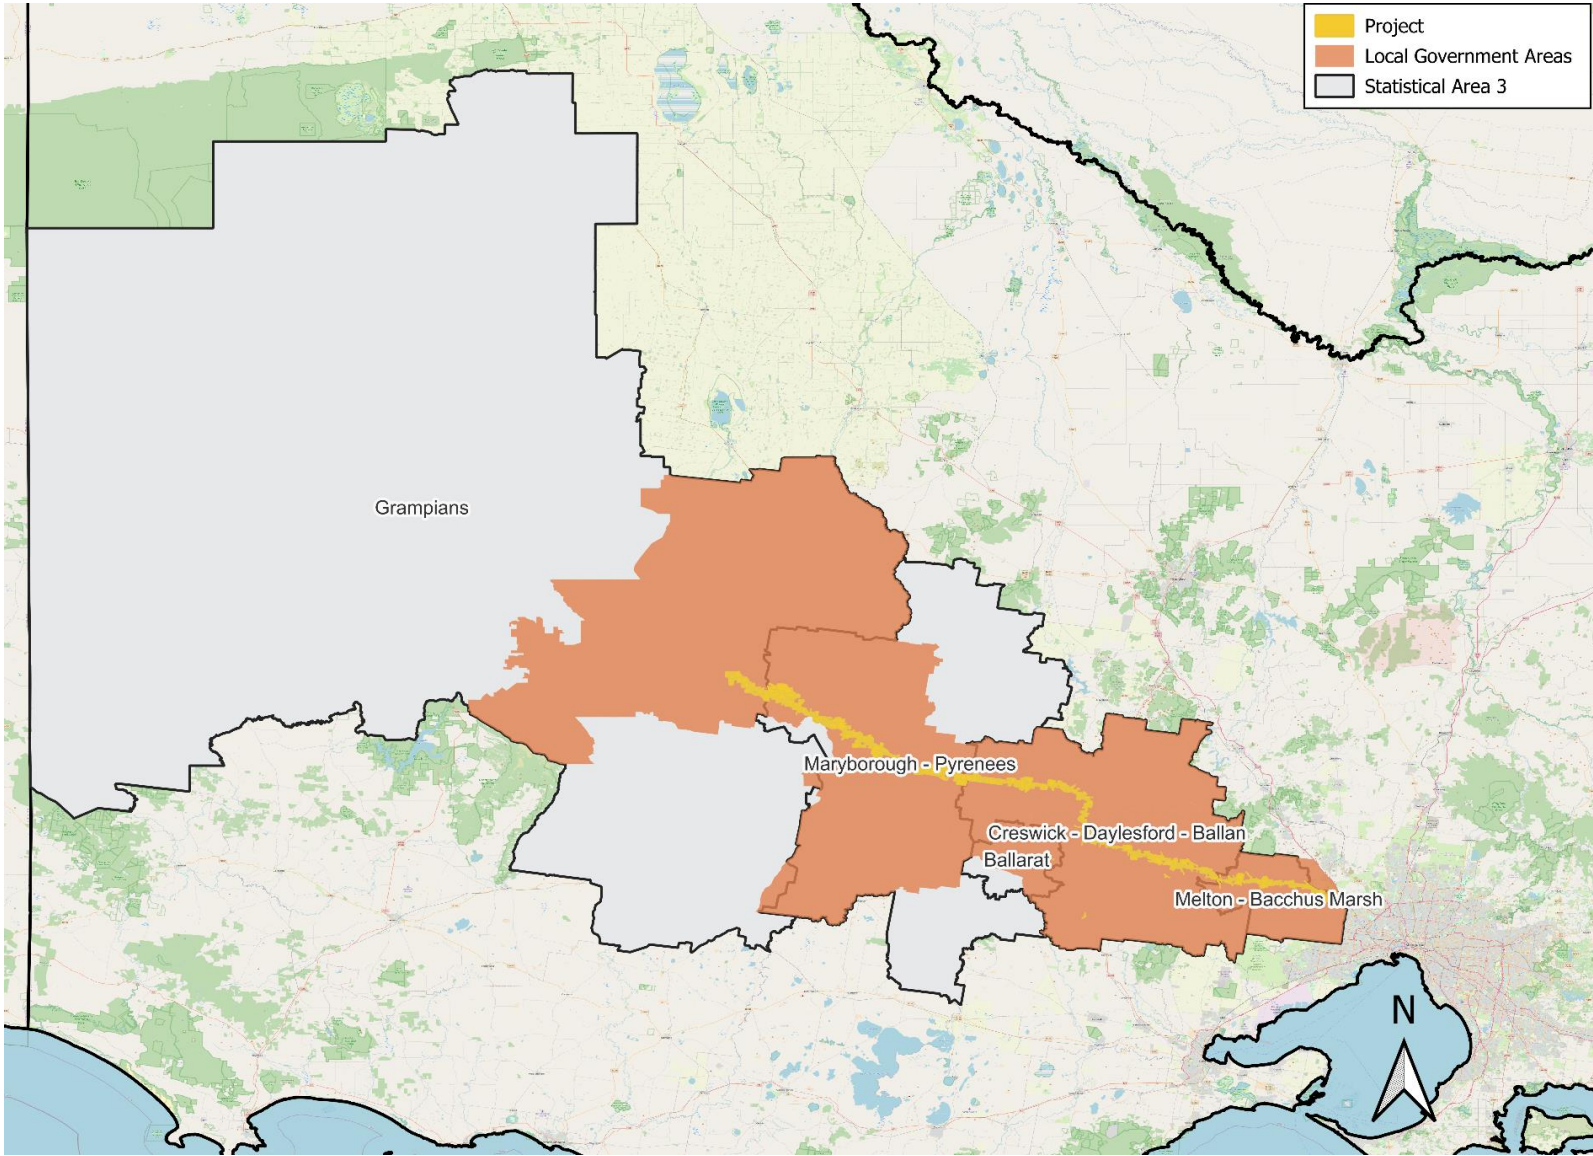 Project
Local Government Areas
Statistical Area 3
Grampians
Maryborough - Pyrenees
Creswick - Daylesford - Ballan
Ballarat
Melton - Bacchus Marsh
N